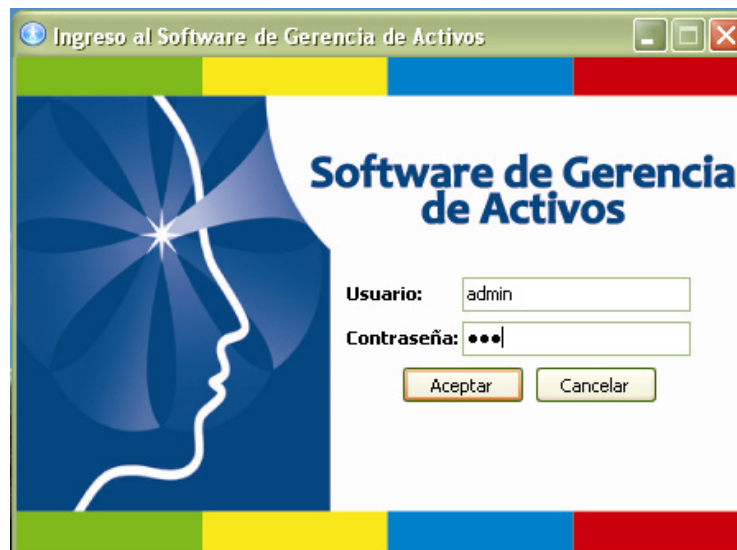 Ingreso al Software de Gerencia de Activos
Software de Gerencia
de Activos
Usuario: admin
Contraseña: •••
Aceptar Cancelar